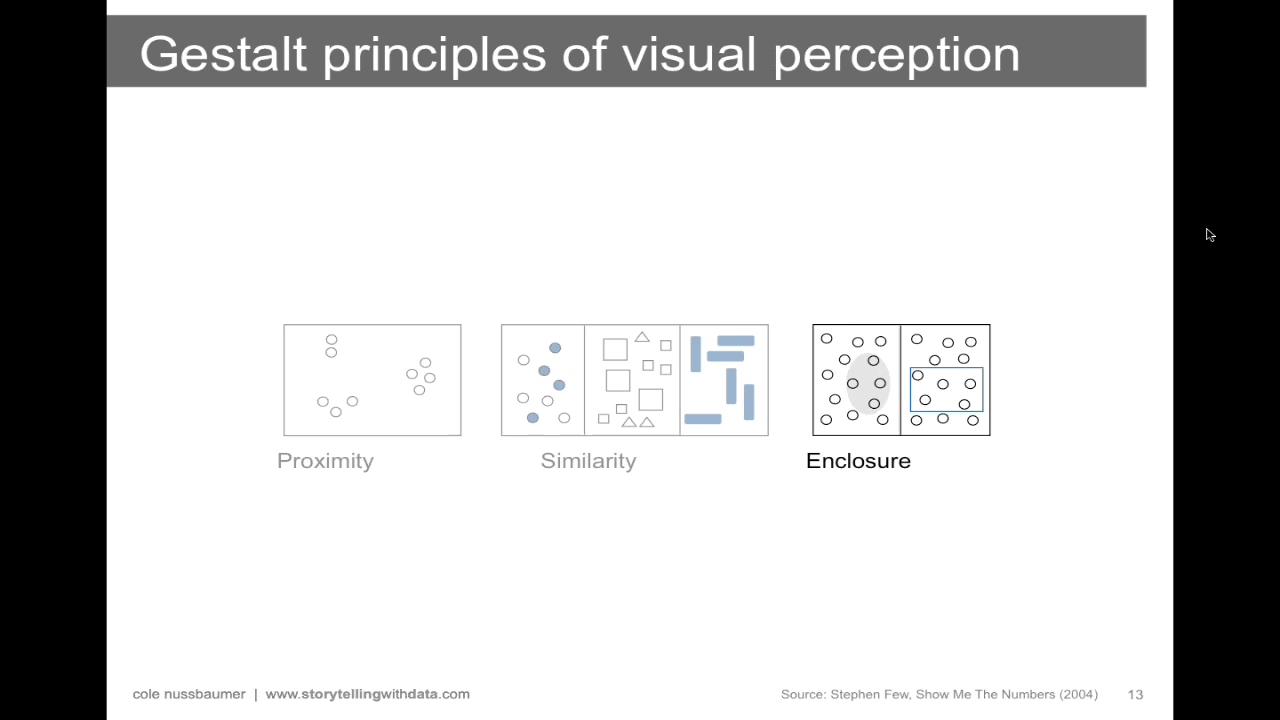 Gestalt principles of visual perception
Proximity
Similarity
Enclosure
cole nussbaumer | www.storytellingwithdata.com
Source: Stephen Few, Show Me The Numbers (2004)
13